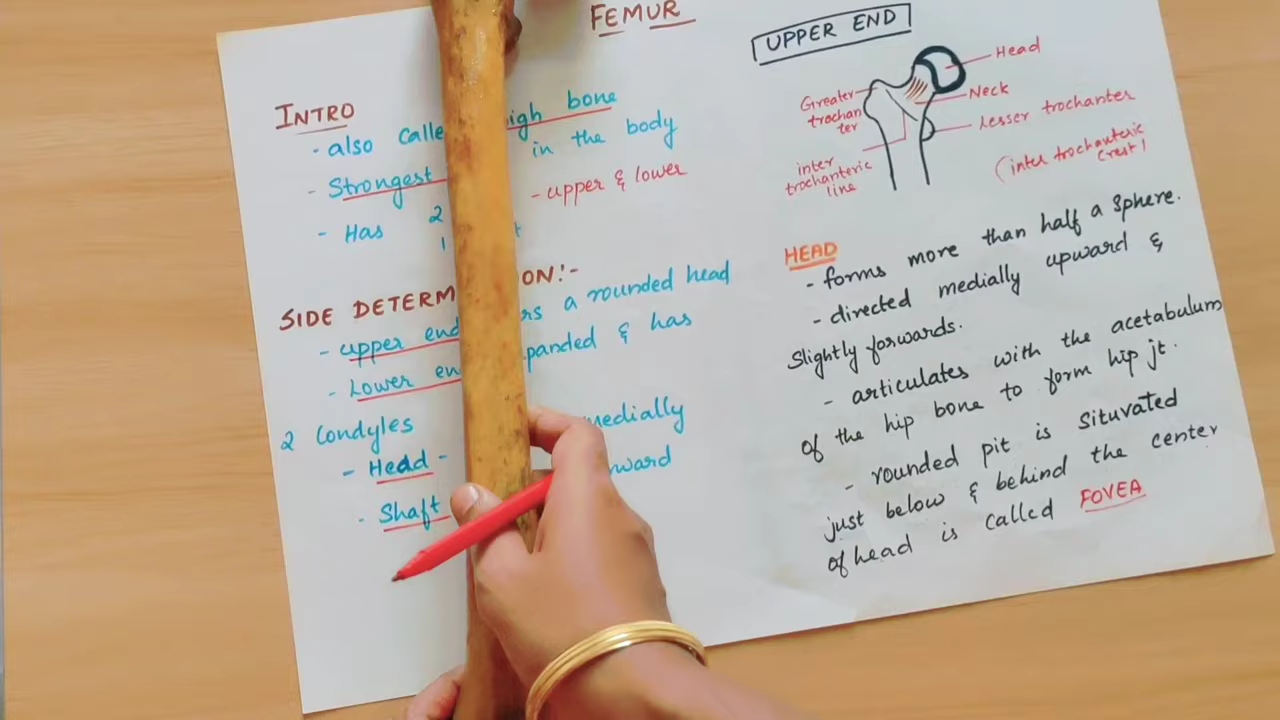 FEMUR
INTRO
- also calle igh bone
- Strongest in the body
- Has 2 - upper & lower
1 t
SIDE DETERM ON:-
- upper end rs a rounded head
- Lower en panded & has
2 Condyles
- Head - medially
- Shaft ward
UPPER END
Head
Neck
Greater
trochan
ter
Lesser trochanter
inter
trochanteric
line
(inter trochanteric
crest)
HEAD
- forms more than half a sphere.
- directed medially upward &
Slightly forwards.
- articulates with the acetabulum
of the hip bone to form hip jt.
- rounded pit is situvated
just below & behind the center
of head is called FOVEA